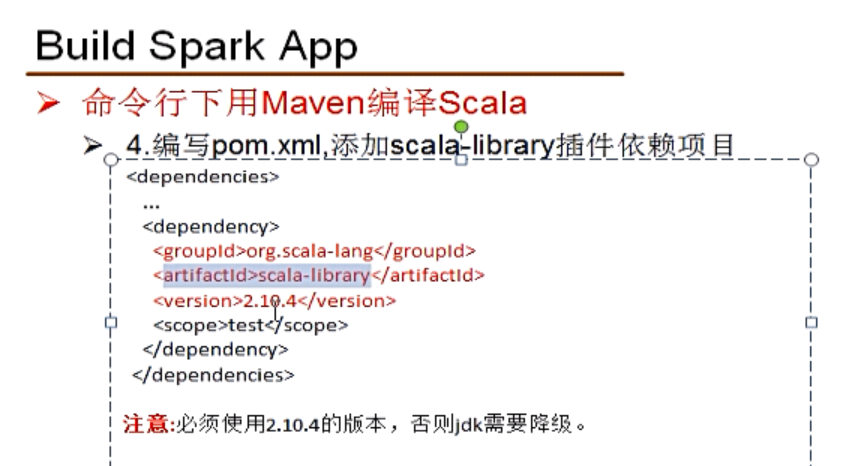 Build Spark App
命令行下用Maven编译Scala
4.编写pom.xml,添加scala-library插件依赖项目
<dependencies>
...
<dependency>
<groupId>org.scala-lang</groupId>
<artifactId>scala-library</artifactId>
<version>2.10.4</version>
<scope>test</scope>
</dependency>
</dependencies>
注意:必须使用2.10.4的版本，否则jdk需要降级。